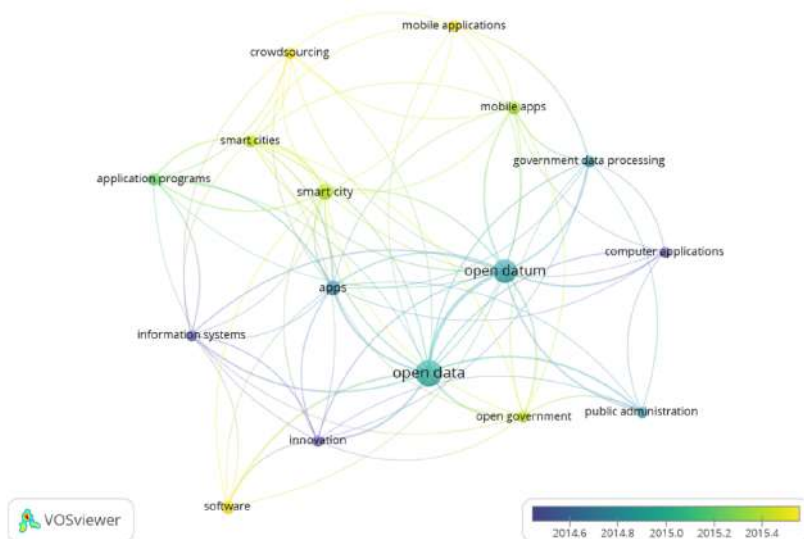 mobile applications
crowdsourcing
mobile apps
smart cities
government data processing
application programs
smart city
computer applications
open datum
apps
information systems
open data
public administration
open government
innovation
software
VOSviewer
2014.6 2014.8 2015.0 2015.2 2015.4